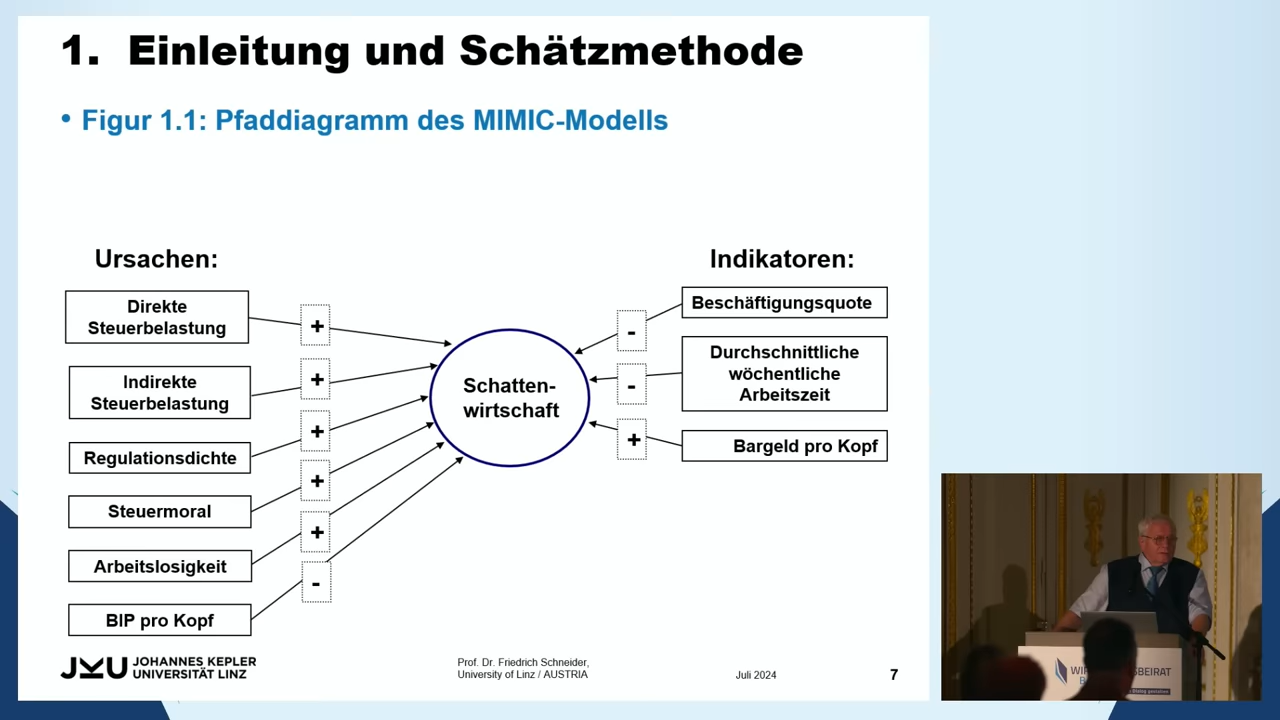 1. Einleitung und Schätzmethode
• Figur 1.1: Pfaddiagramm des MIMIC-Modells
Ursachen:
Direkte
Steuerbelastung
Indirekte
Steuerbelastung
Regulationsdichte
Steuermoral
Arbeitslosigkeit
BIP pro Kopf
+
+
+
+
+
-
Schatten-
wirtschaft
-
-
+
Indikatoren:
Beschäftigungsquote
Durchschnittliche
wöchentliche
Arbeitszeit
Bargeld pro Kopf
JKU JOHANNES KEPLER
UNIVERSITÄT LINZ
Prof. Dr. Friedrich Schneider,
University of Linz / AUSTRIA
Juli 2024
7